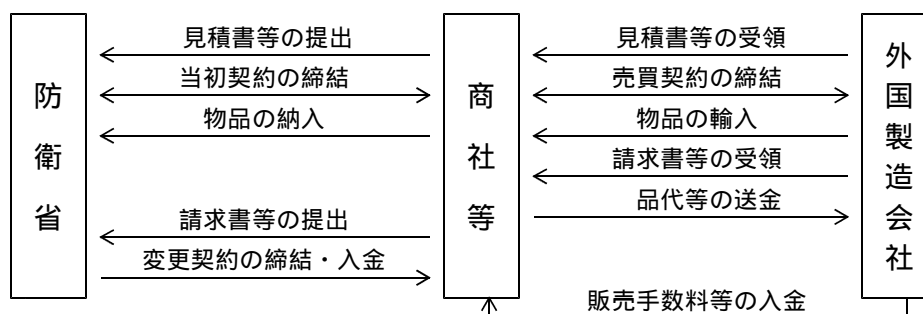 防衛省
見積書等の提出
当初契約の締結
物品の納入
請求書等の提出
変更契約の締結・入金
商社等
見積書等の受領
売買契約の締結
物品の輸入
請求書等の受領
品代等の送金
販売手数料等の入金
外国製造会社